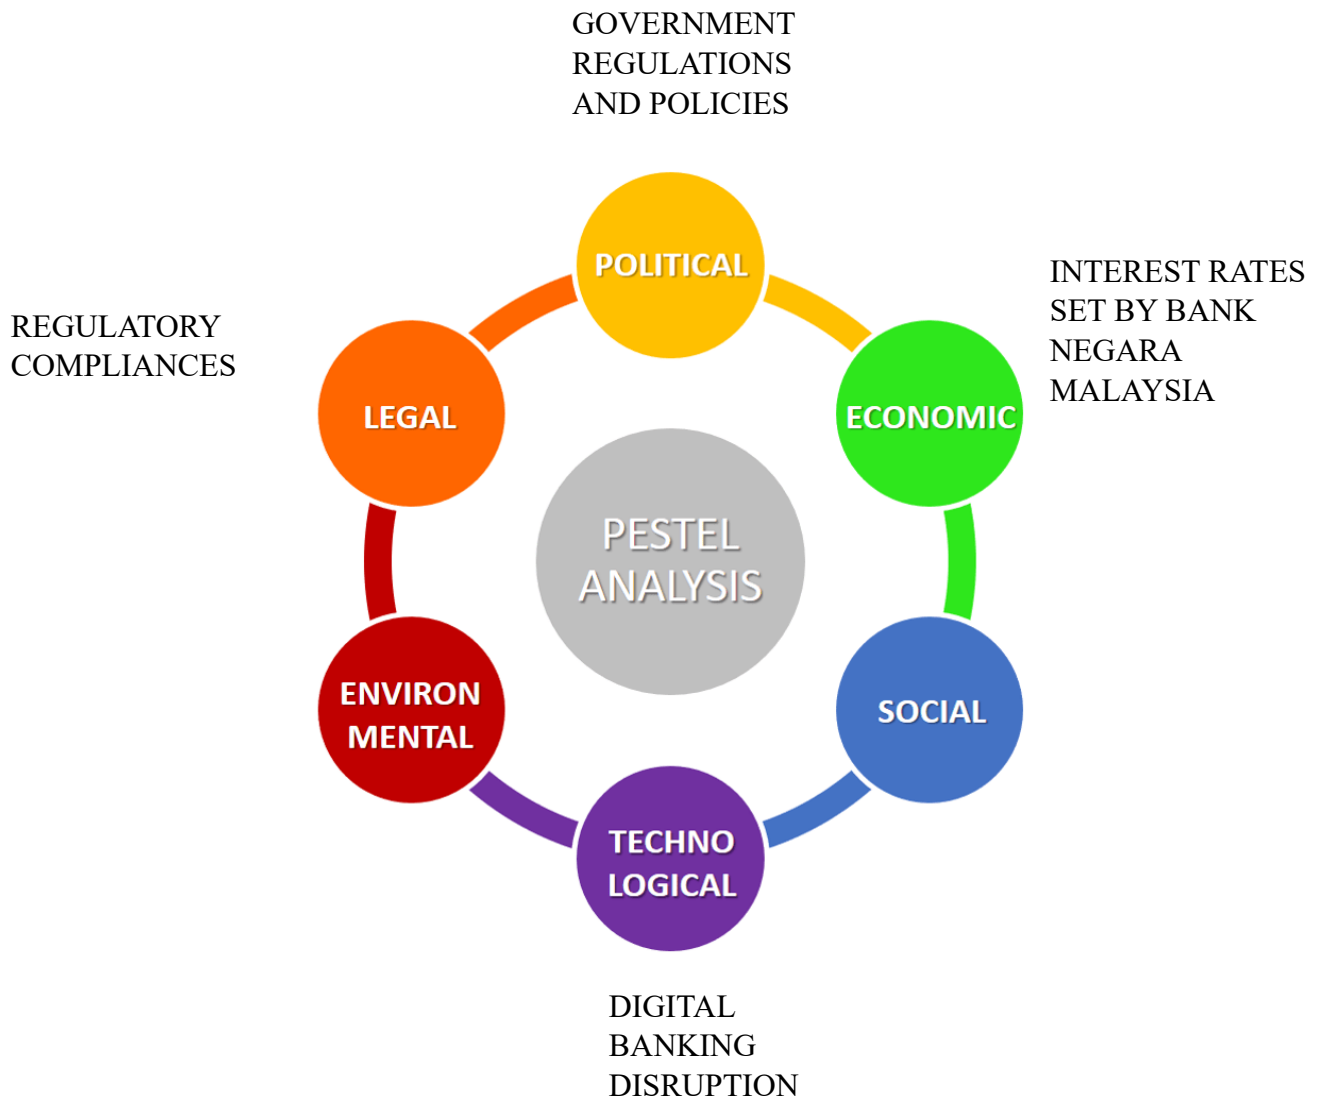 GOVERNMENT
REGULATIONS
AND POLICIES
POLITICAL
INTEREST RATES
SET BY BANK
NEGARA
MALAYSIA
REGULATORY
COMPLIANCES
LEGAL
ECONOMIC
PESTEL
ANALYSIS
ENVIRON
MENTAL
SOCIAL
TECHNO
LOGICAL
DIGITAL
BANKING
DISRUPTION